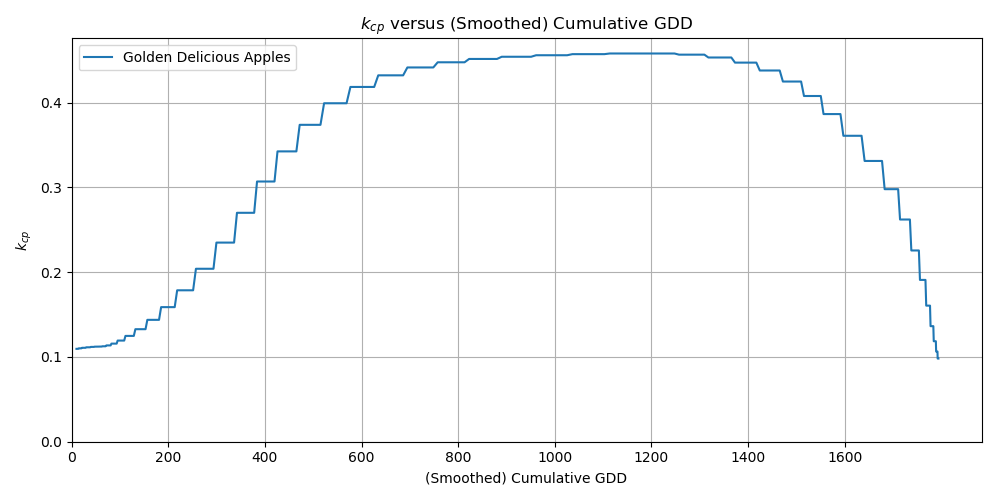 k_cp versus (Smoothed) Cumulative GDD
Golden Delicious Apples
0.4
0.3
0.2
0.1
0.0
k_cp
0 200 400 600 800 1000 1200 1400 1600
(Smoothed) Cumulative GDD